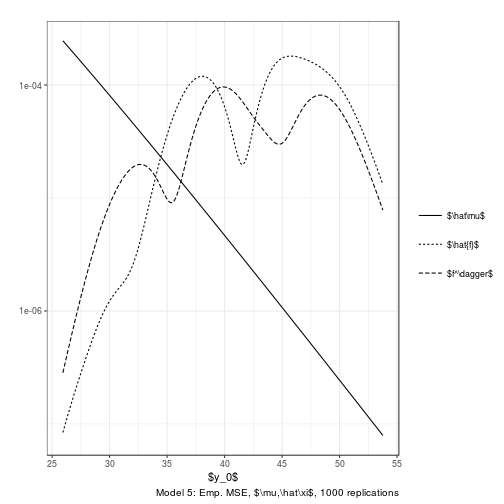 1e-04
1e-06
25
30
35
40
45
50
55
$y_0$
$\hat\mu$
$\hat{f}$
$f^\dagger$
Model 5: Emp. MSE, $\mu,\hat\xi$, 1000 replications